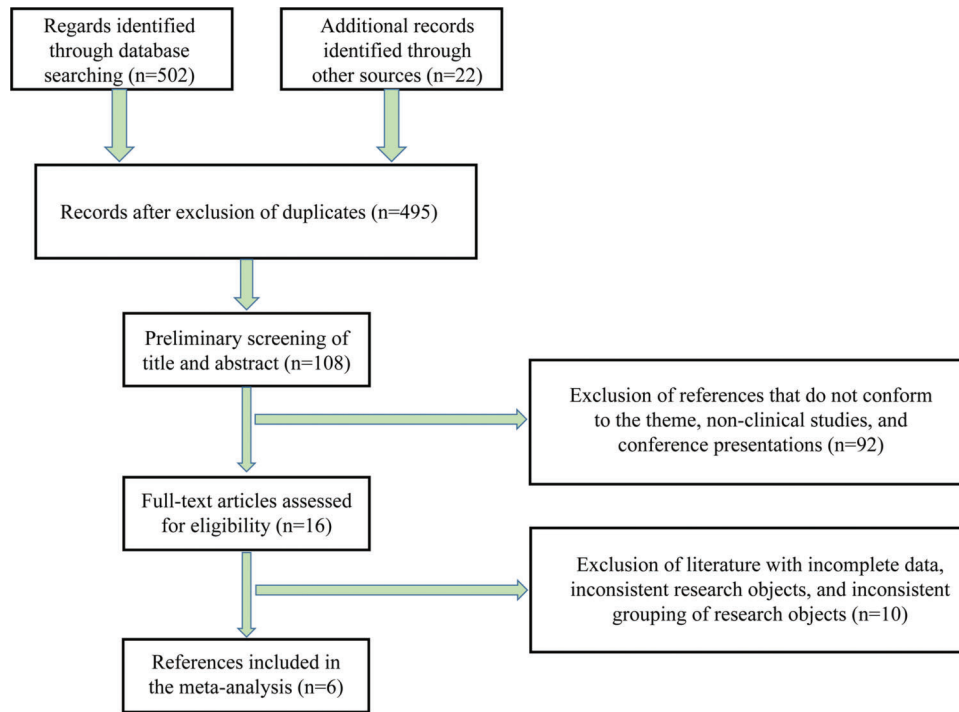 Regards identified
through database
searching (n=502)
Additional records
identified through
other sources (n=22)
Records after exclusion of duplicates (n=495)
Preliminary screening of
title and abstract (n=108)
Exclusion of references that do not conform
to the theme, non-clinical studies, and
conference presentations (n=92)
Full-text articles assessed
for eligibility (n=16)
Exclusion of literature with incomplete data,
inconsistent research objects, and inconsistent
grouping of research objects (n=10)
References included in
the meta-analysis (n=6)